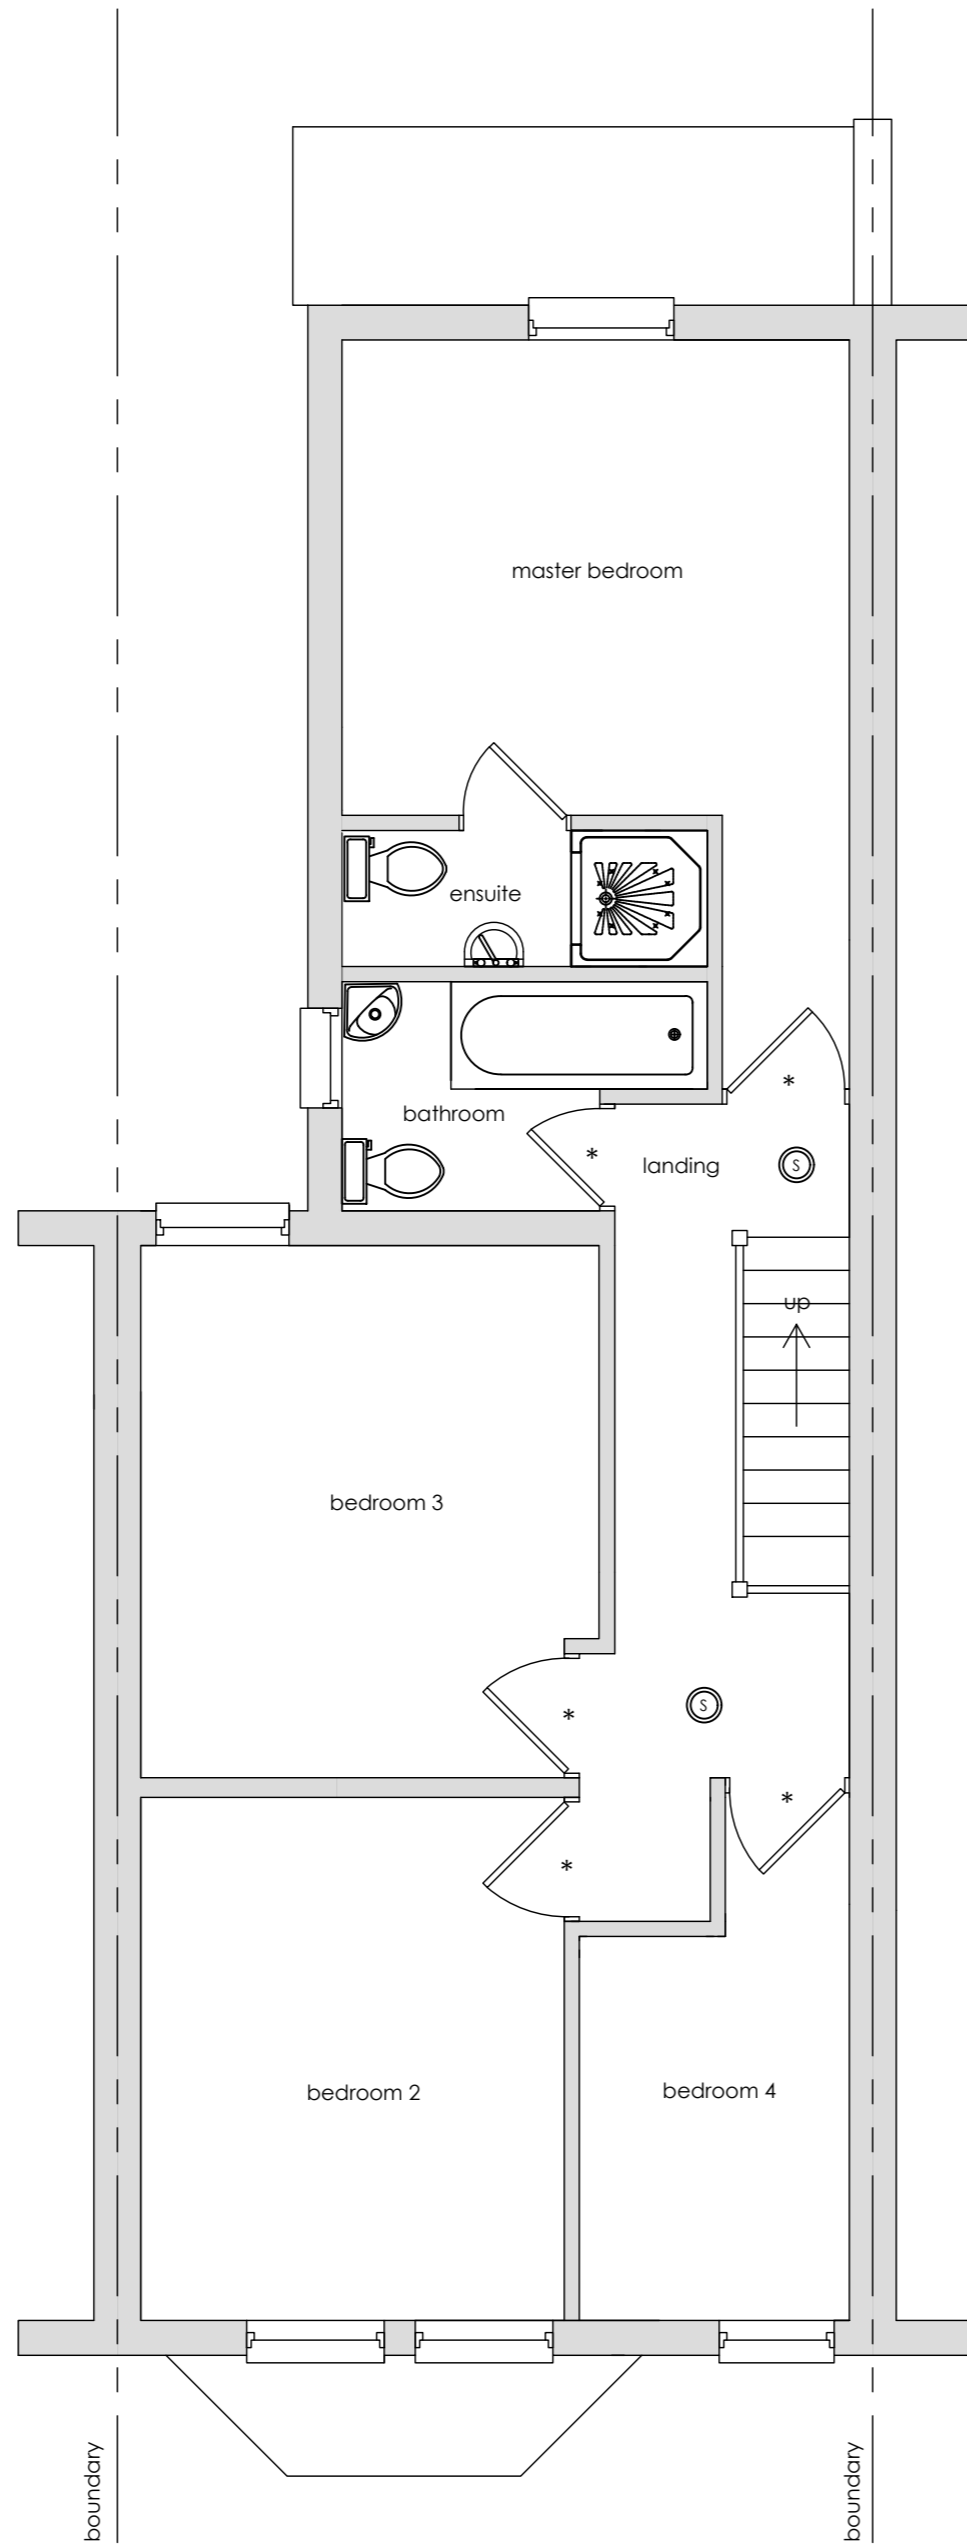 master bedroom
ensuite
*
bathroom
*
landing
S
up
bedroom 3
S
*
*
*
bedroom 4
bedroom 2
boundary
boundary